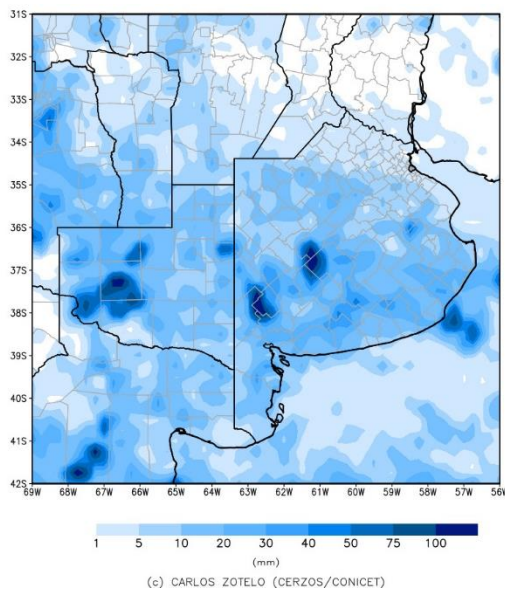 31S
32S
33S
34S
35S
36S
37S
38S
39S
40S
41S
42S
69W 68W 67W 66W 65W 64W 63W 62W 61W 60W 59W 58W 57W 56W
1 5 10 20 30 40 50 75 100
(mm)
(c) CARLOS ZOTELO (CERZOS/CONICET)